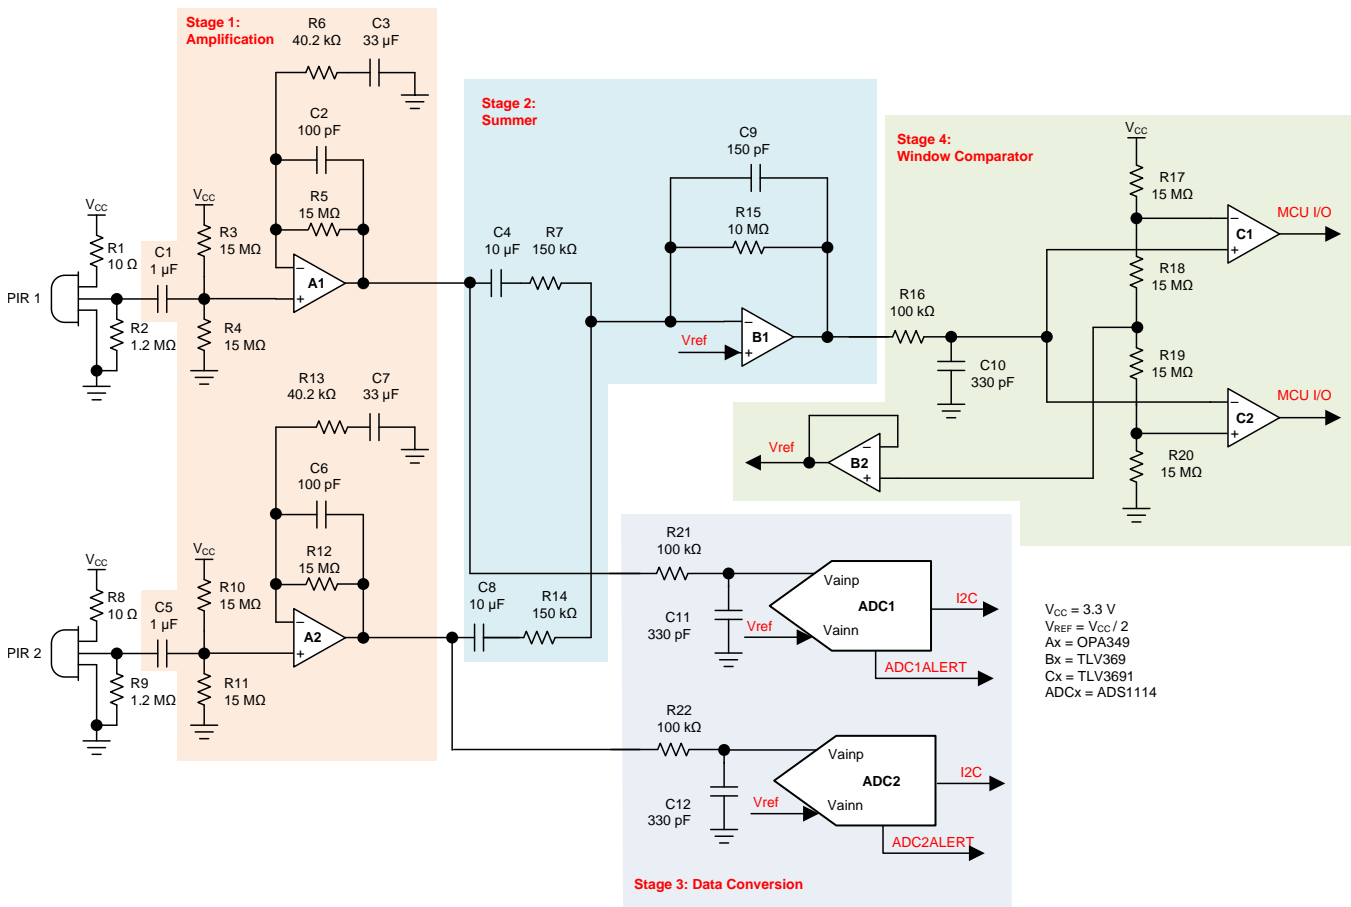 Stage 1:
Amplification
R6
40.2 kΩ
C3
33 µF
C2
100 pF
R5
15 MΩ
VCC
R3
15 MΩ
VCC
R1
10 Ω
C1
1 µF
PIR 1
R2
1.2 MΩ
R4
15 MΩ
−
+
A1
R13
40.2 kΩ
C7
33 µF
C6
100 pF
R12
15 MΩ
VCC
R10
15 MΩ
VCC
R8
10 Ω
C5
1 µF
PIR 2
R9
1.2 MΩ
R11
15 MΩ
−
+
A2
Stage 2:
Summer
C4
10 µF
R7
150 kΩ
C9
150 pF
R15
10 MΩ
−
+
B1
Vref
C8
10 µF
R14
150 kΩ
Stage 4:
Window Comparator
VCC
R17
15 MΩ
R18
15 MΩ
R19
15 MΩ
R20
15 MΩ
R16
100 kΩ
C10
330 pF
−
+
C1
MCU I/O
−
+
C2
MCU I/O
−
+
B2
Vref
R21
100 kΩ
C11
330 pF
Vref
Vainp
Vainn
ADC1
I2C
ADC1ALERT
R22
100 kΩ
C12
330 pF
Vref
Vainp
Vainn
ADC2
I2C
ADC2ALERT
Stage 3: Data Conversion
VCC = 3.3 V
VREF = VCC / 2
Ax = OPA349
Bx = TLV369
Cx = TLV3691
ADCx = ADS1114